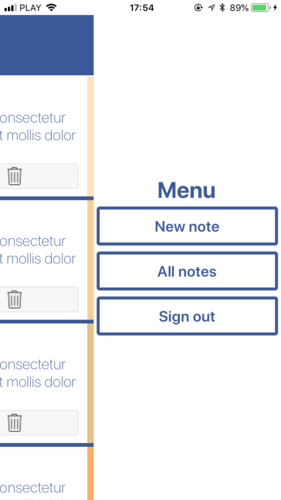 PLAY 17:54 89%
Menu
New note
All notes
Sign out
onsectetur
t mollis dolor
onsectetur
t mollis dolor
onsectetur
t mollis dolor
onsectetur